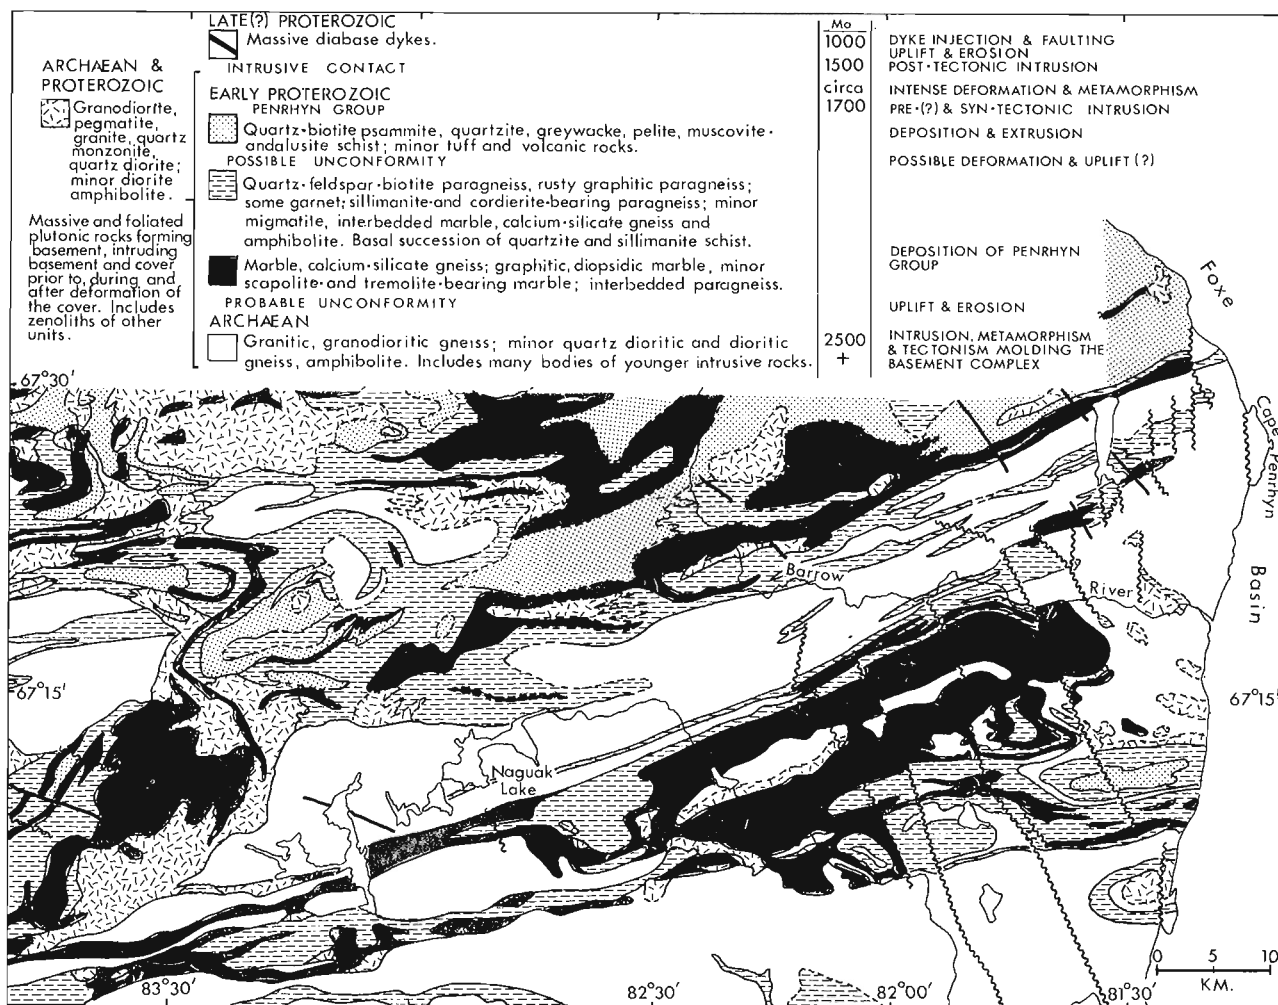 ARCHAEAN &
PROTEROZOIC
Granodiorite,
pegmatite,
granite, quartz
monzonite,
quartz diorite;
minor diorite
amphibolite.
Massive and foliated
plutonic rocks forming
basement, intruding
basement and cover
prior to, during and
after deformation of
the cover. Includes
zenoliths of other
units.
LATE(?) PROTEROZOIC
Massive diabase dykes.
INTRUSIVE CONTACT
EARLY PROTEROZOIC
PENRHYN GROUP
Quartz-biotite psammite, quartzite, greywacke, pelite, muscovite-
andalusite schist; minor tuff and volcanic rocks.
POSSIBLE UNCONFORMITY
Quartz-feldspar-biotite paragneiss, rusty graphitic paragneiss;
some garnet; sillimanite-and cordierite-bearing paragneiss; minor
migmatite, interbedded marble, calcium-silicate gneiss and
amphibolite. Basal succession of quartzite and sillimanite schist.
Marble, calcium-silicate gneiss; graphitic, diopsidic marble, minor
scapolite-and tremolite-bearing marble; interbedded paragneiss.
PROBABLE UNCONFORMITY
ARCHAEAN
Granitic, granodioritic gneiss; minor quartz dioritic and dioritic
gneiss, amphibolite. Includes many bodies of younger intrusive rocks.
Ma
1000 DYKE INJECTION & FAULTING
UPLIFT & EROSION
1500 POST-TECTONIC INTRUSION
circa INTENSE DEFORMATION & METAMORPHISM
1700 PRE-(?) & SYN-TECTONIC INTRUSION
DEPOSITION & EXTRUSION
POSSIBLE DEFORMATION & UPLIFT (?)
DEPOSITION OF PENRHYN
GROUP
UPLIFT & EROSION
2500 INTRUSION, METAMORPHISM
+ & TECTONISM MOLDING THE
BASEMENT COMPLEX
Foxe
Basin
Cape Penrhyn
67°30'
Barrow
River
67°15'
67°15'
Naguak
Lake
0 5 10
KM.
83°30'
82°30'
82°00'
81°30'